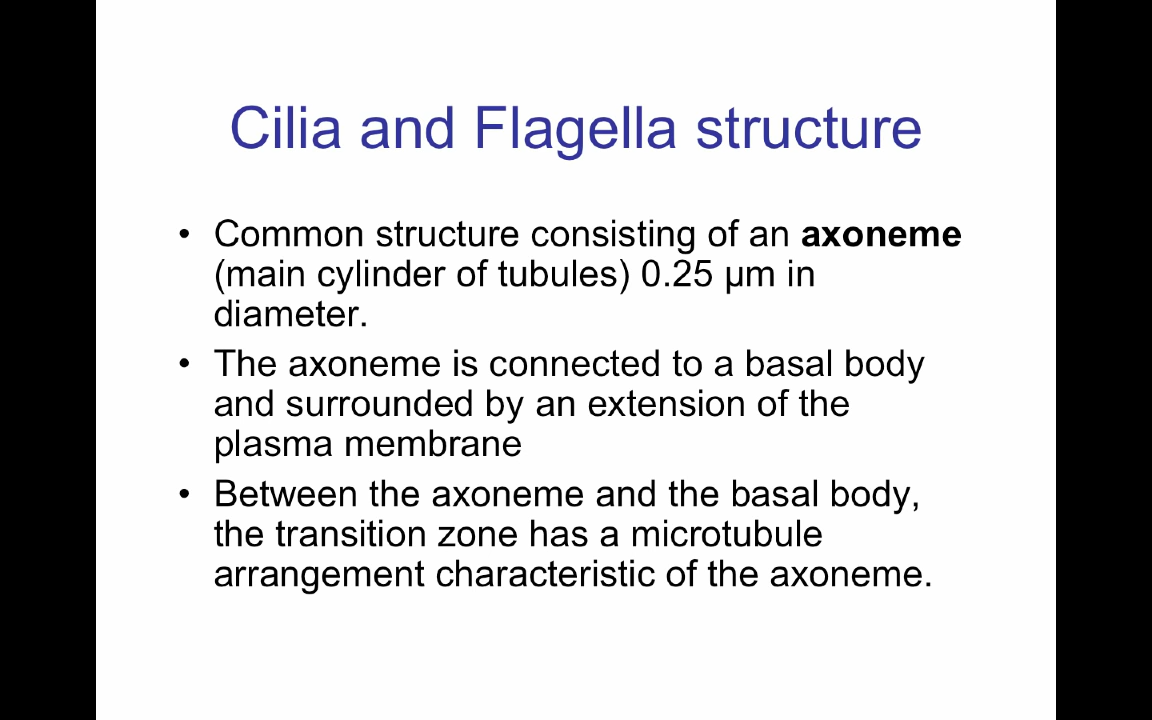 Cilia and Flagella structure
• Common structure consisting of an axoneme
(main cylinder of tubules) 0.25 µm in
diameter.
• The axoneme is connected to a basal body
and surrounded by an extension of the
plasma membrane
• Between the axoneme and the basal body,
the transition zone has a microtubule
arrangement characteristic of the axoneme.